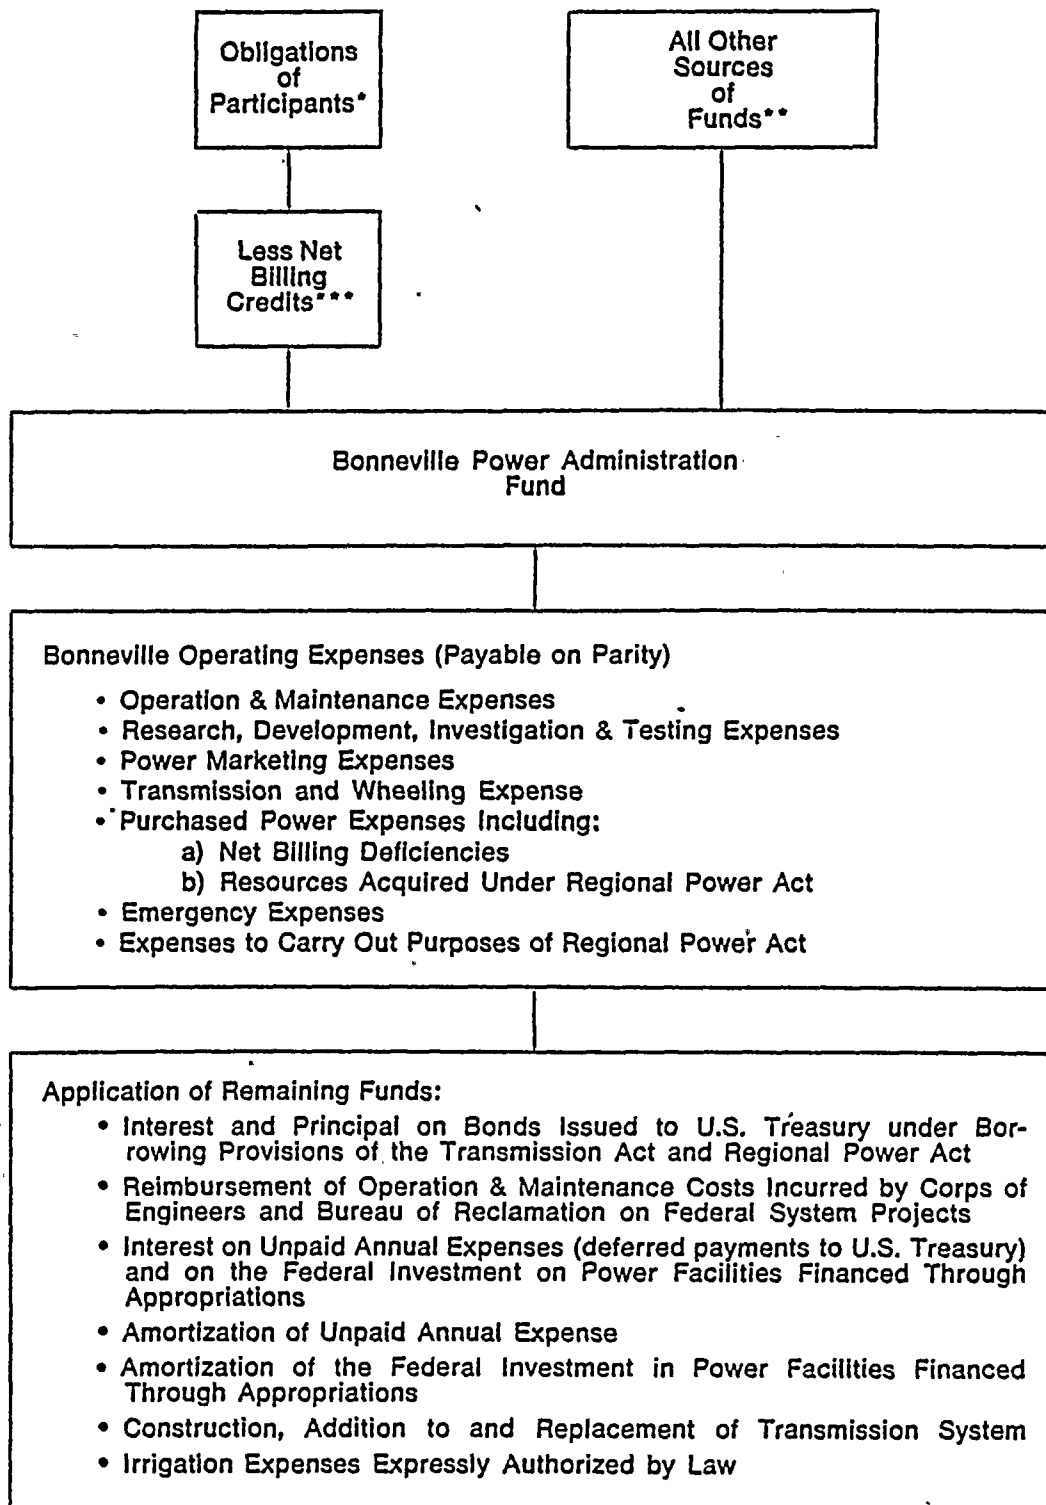 Obligations
of
Participants*
All Other
Sources
of
Funds**
Less Net
Billing
Credits***
Bonneville Power Administration
Fund
Bonneville Operating Expenses (Payable on Parity)
• Operation & Maintenance Expenses
• Research, Development, Investigation & Testing Expenses
• Power Marketing Expenses
• Transmission and Wheeling Expense
• Purchased Power Expenses Including:
a) Net Billing Deficiencies
b) Resources Acquired Under Regional Power Act
• Emergency Expenses
• Expenses to Carry Out Purposes of Regional Power Act
Application of Remaining Funds:
• Interest and Principal on Bonds Issued to U.S. Treasury under Bor-
rowing Provisions of the Transmission Act and Regional Power Act
• Reimbursement of Operation & Maintenance Costs Incurred by Corps of
Engineers and Bureau of Reclamation on Federal System Projects
• Interest on Unpaid Annual Expenses (deferred payments to U.S. Treasury)
and on the Federal Investment on Power Facilities Financed Through
Appropriations
• Amortization of Unpaid Annual Expense
• Amortization of the Federal Investment in Power Facilities Financed
Through Appropriations
• Construction, Addition to and Replacement of Transmission System
• Irrigation Expenses Expressly Authorized by Law